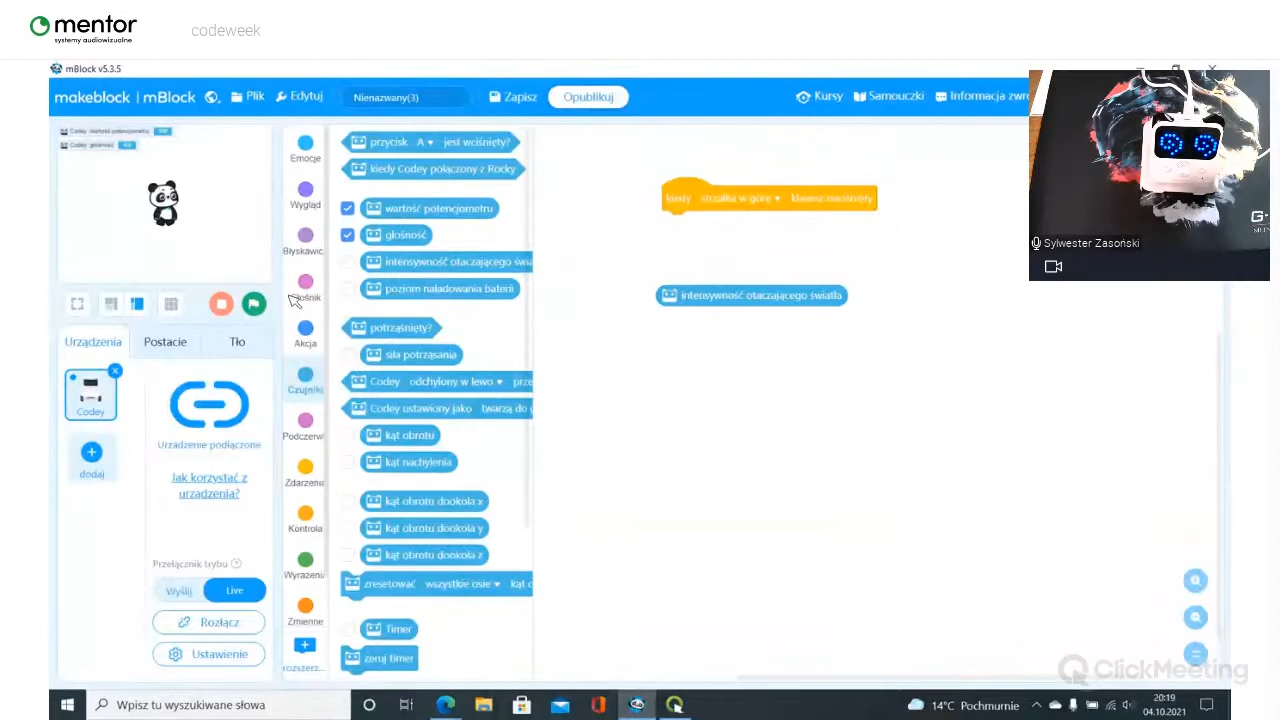 mentor
systemy audiowizualne
codeweek
mBlock v5.3.5
makeblock | mBlock
Plik
Edytuj
Nienazwany(3)
Zapisz
Opublikuj
Kursy
Samouczki
Informacja zwro
Codey: wartość potencjometru
Codey: głośność
Emocje
Wygląd
Błyskawic
Głośnik
Akcja
Czujniki
Podczerw
Zdarzeni
Kontrola
Wyrażeni
Zmienne
rozszerz...
przycisk A jest wciśnięty?
kiedy Codey połączony z Rocky
wartość potencjometru
głośność
intensywność otaczającego świa
poziom naładowania baterii
potrząśnięty?
siła potrząsania
Codey odchylony w lewo prze
Codey ustawiony jako twarzą do g
kąt obrotu
kąt nachylenia
kąt obrotu dookoła x
kąt obrotu dookoła y
kąt obrotu dookoła z
zresetować wszystkie osie kąt o
Timer
zeruj timer
kiedy strzałka w górę klawisz naciśnięty
intensywność otaczającego światła
Sylwester Zasoński
Urządzenia
Postacie
Tło
Codey
dodaj
Urządzenie podłączone
Jak korzystać z
urządzenia?
Przełącznik trybu
Wyślij
Live
Rozłącz
Ustawienie
ClickMeeting
Wpisz tu wyszukiwane słowa
14°C Pochmurnie
20:19
04.10.2021